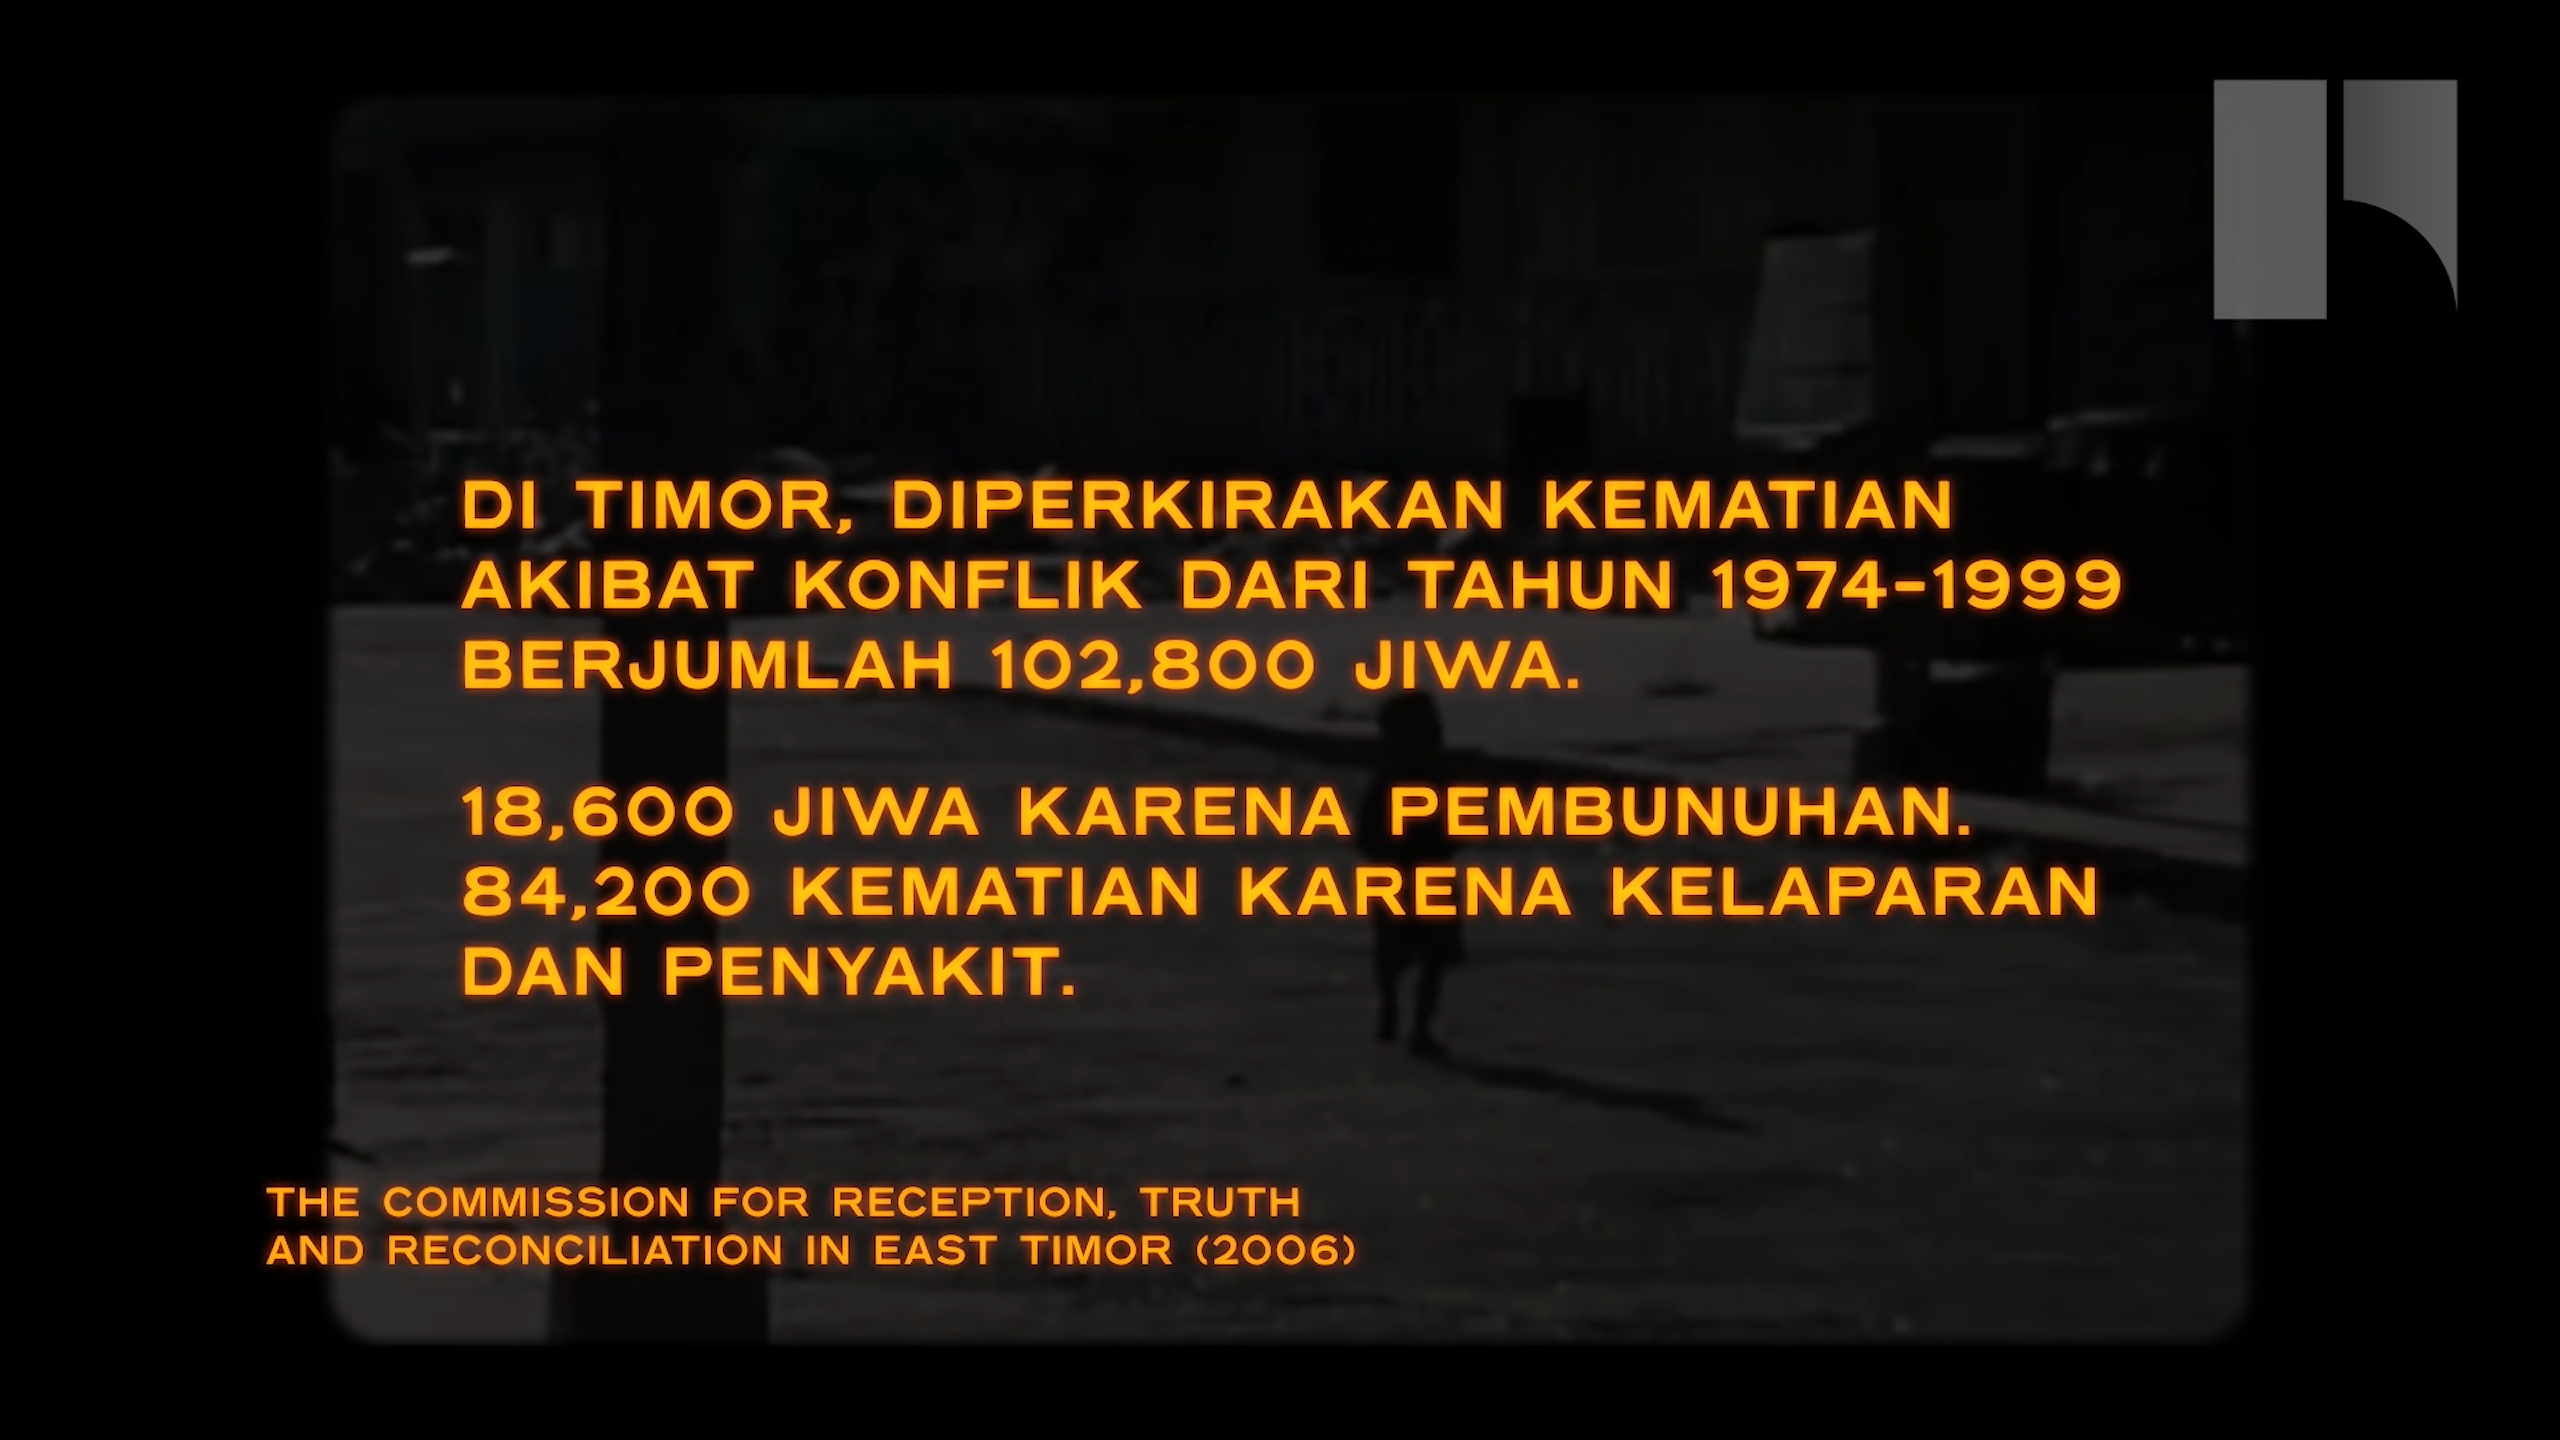 DI TIMOR, DIPERKIRAKAN KEMATIAN
AKIBAT KONFLIK DARI TAHUN 1974-1999
BERJUMLAH 102,800 JIWA.
18,600 JIWA KARENA PEMBUNUHAN.
84,200 KEMATIAN KARENA KELAPARAN
DAN PENYAKIT.
THE COMMISSION FOR RECEPTION, TRUTH
AND RECONCILIATION IN EAST TIMOR (2006)